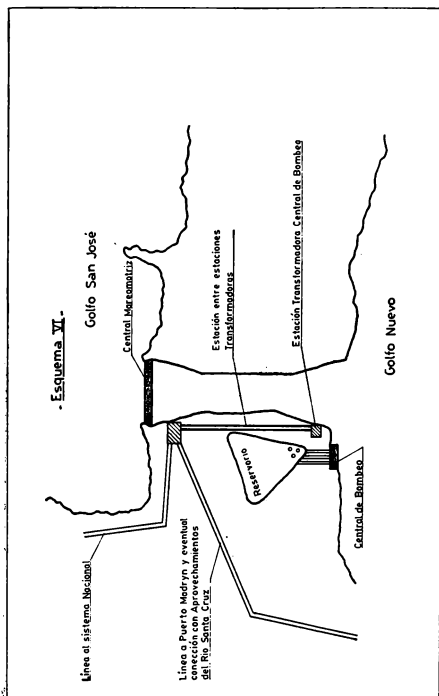 - Esquema VI -
Golfo San José
Central Mareomotriz
Estación entre estaciones
Transformadoras
Estación Transformadora Central de Bombeo
Golfo Nuevo
Línea al sistema Nacional
Línea a Puerto Madryn y eventual
conección con Aprovechamientos
del Río Santa Cruz
Reservorio
Central de Bombeo